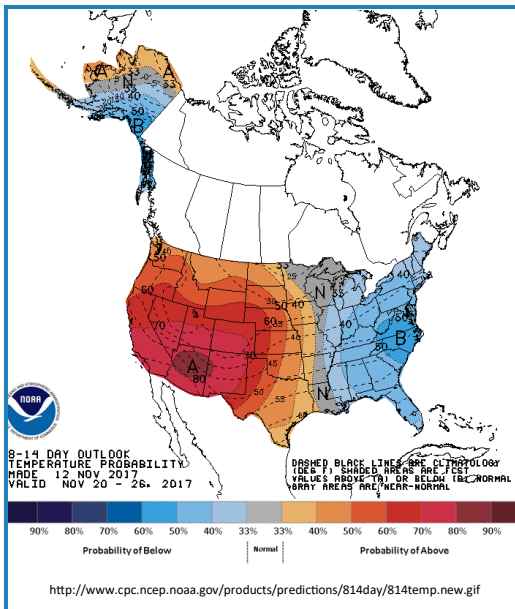 A
A
N
33
33
40
50
B
50
40
50
33
50
70
N
50
40
60
40
50
B
50
A
80
70
45
50
55
N
60
NOAA
8-14 DAY OUTLOOK
TEMPERATURE PROBABILITY
MADE 12 NOV 2017
VALID NOV 20 - 26, 2017
DASHED BLACK LINES ARE CLIMATOLOGY
(DEG F) SHADED AREAS ARE FCST
VALUES ABOVE (A) OR BELOW (B) NORMAL
GRAY AREAS ARE NEAR-NORMAL
90% 80% 70% 60% 50% 40% 33% 33% 40% 50% 60% 70% 80% 90%
Probability of Below Normal Probability of Above
http://www.cpc.ncep.noaa.gov/products/predictions/814day/814temp.new.gif